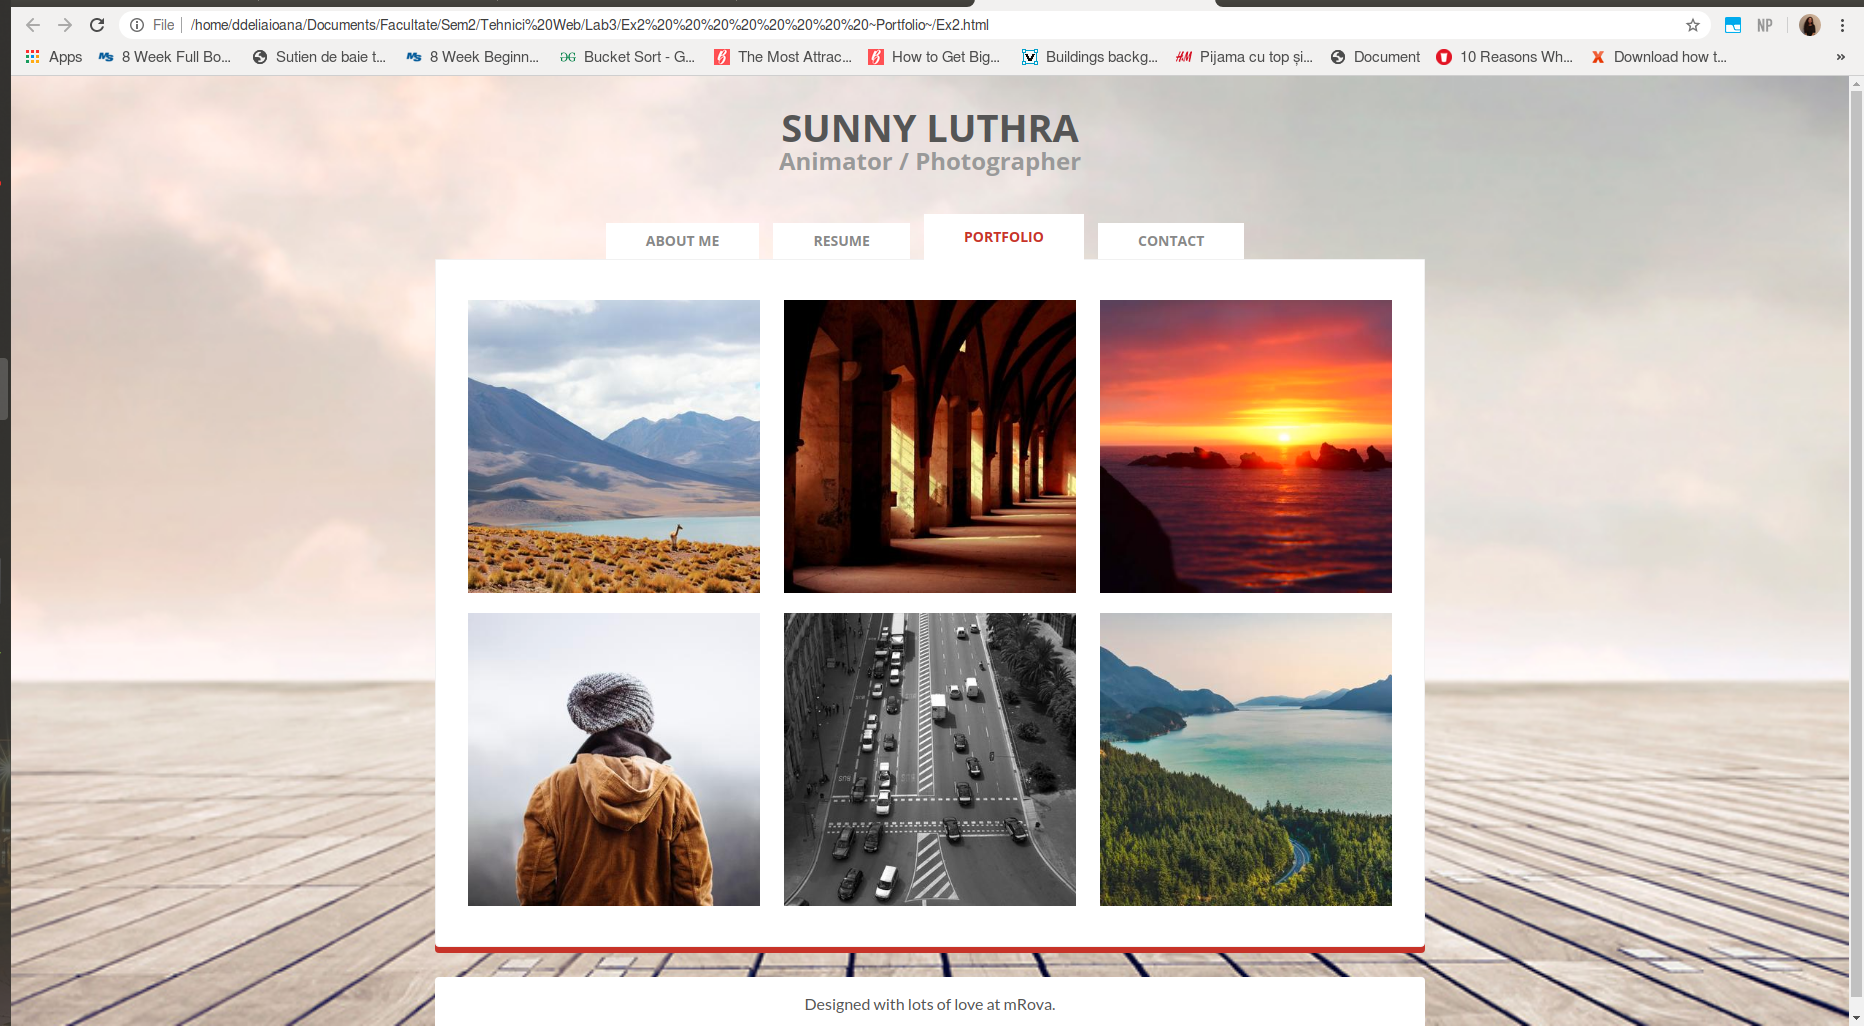 File /home/ddeliaioana/Documents/Facultate/Sem2/Tehnici%20Web/Lab3/Ex2%20%20%20%20%20%20%20%20~Portfolio~/Ex2.html NP
Apps 8 Week Full Bo... Sutien de baie t... 8 Week Beginn... Bucket Sort - G... The Most Attrac... How to Get Big... Buildings backg... H&M Pijama cu top și... Document 10 Reasons Wh... Download how t... »
SUNNY LUTHRA
Animator / Photographer
ABOUT ME RESUME PORTFOLIO CONTACT
Designed with lots of love at mRova.